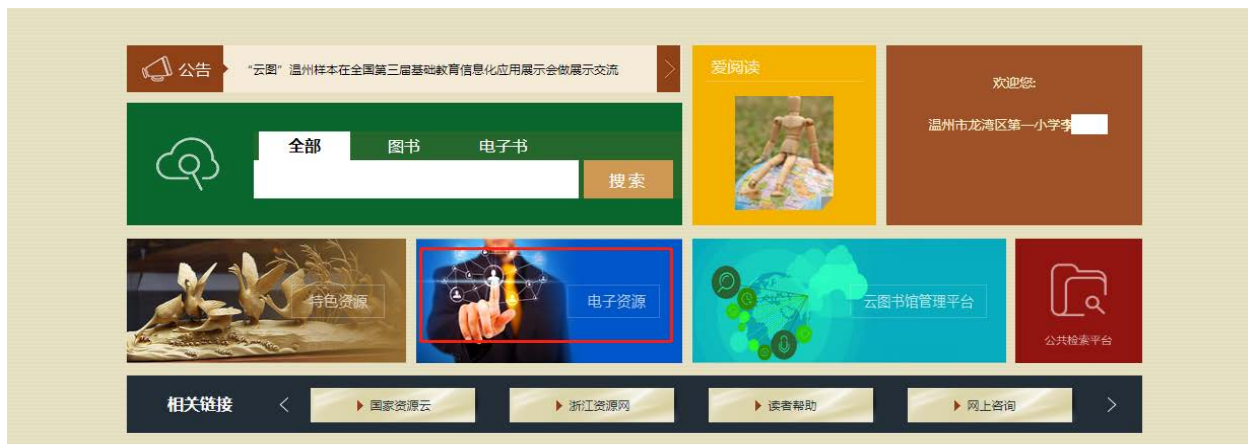 公告
“云图”温州样本在全国第三届基础教育信息化应用展示会做展示交流
爱阅读
欢迎您:
温州市龙湾区第一小学李
全部 图书 电子书
搜索
特色资源
电子资源
云图书馆管理平台
公共检索平台
相关链接
国家资源云
浙江资源网
读者帮助
网上咨询